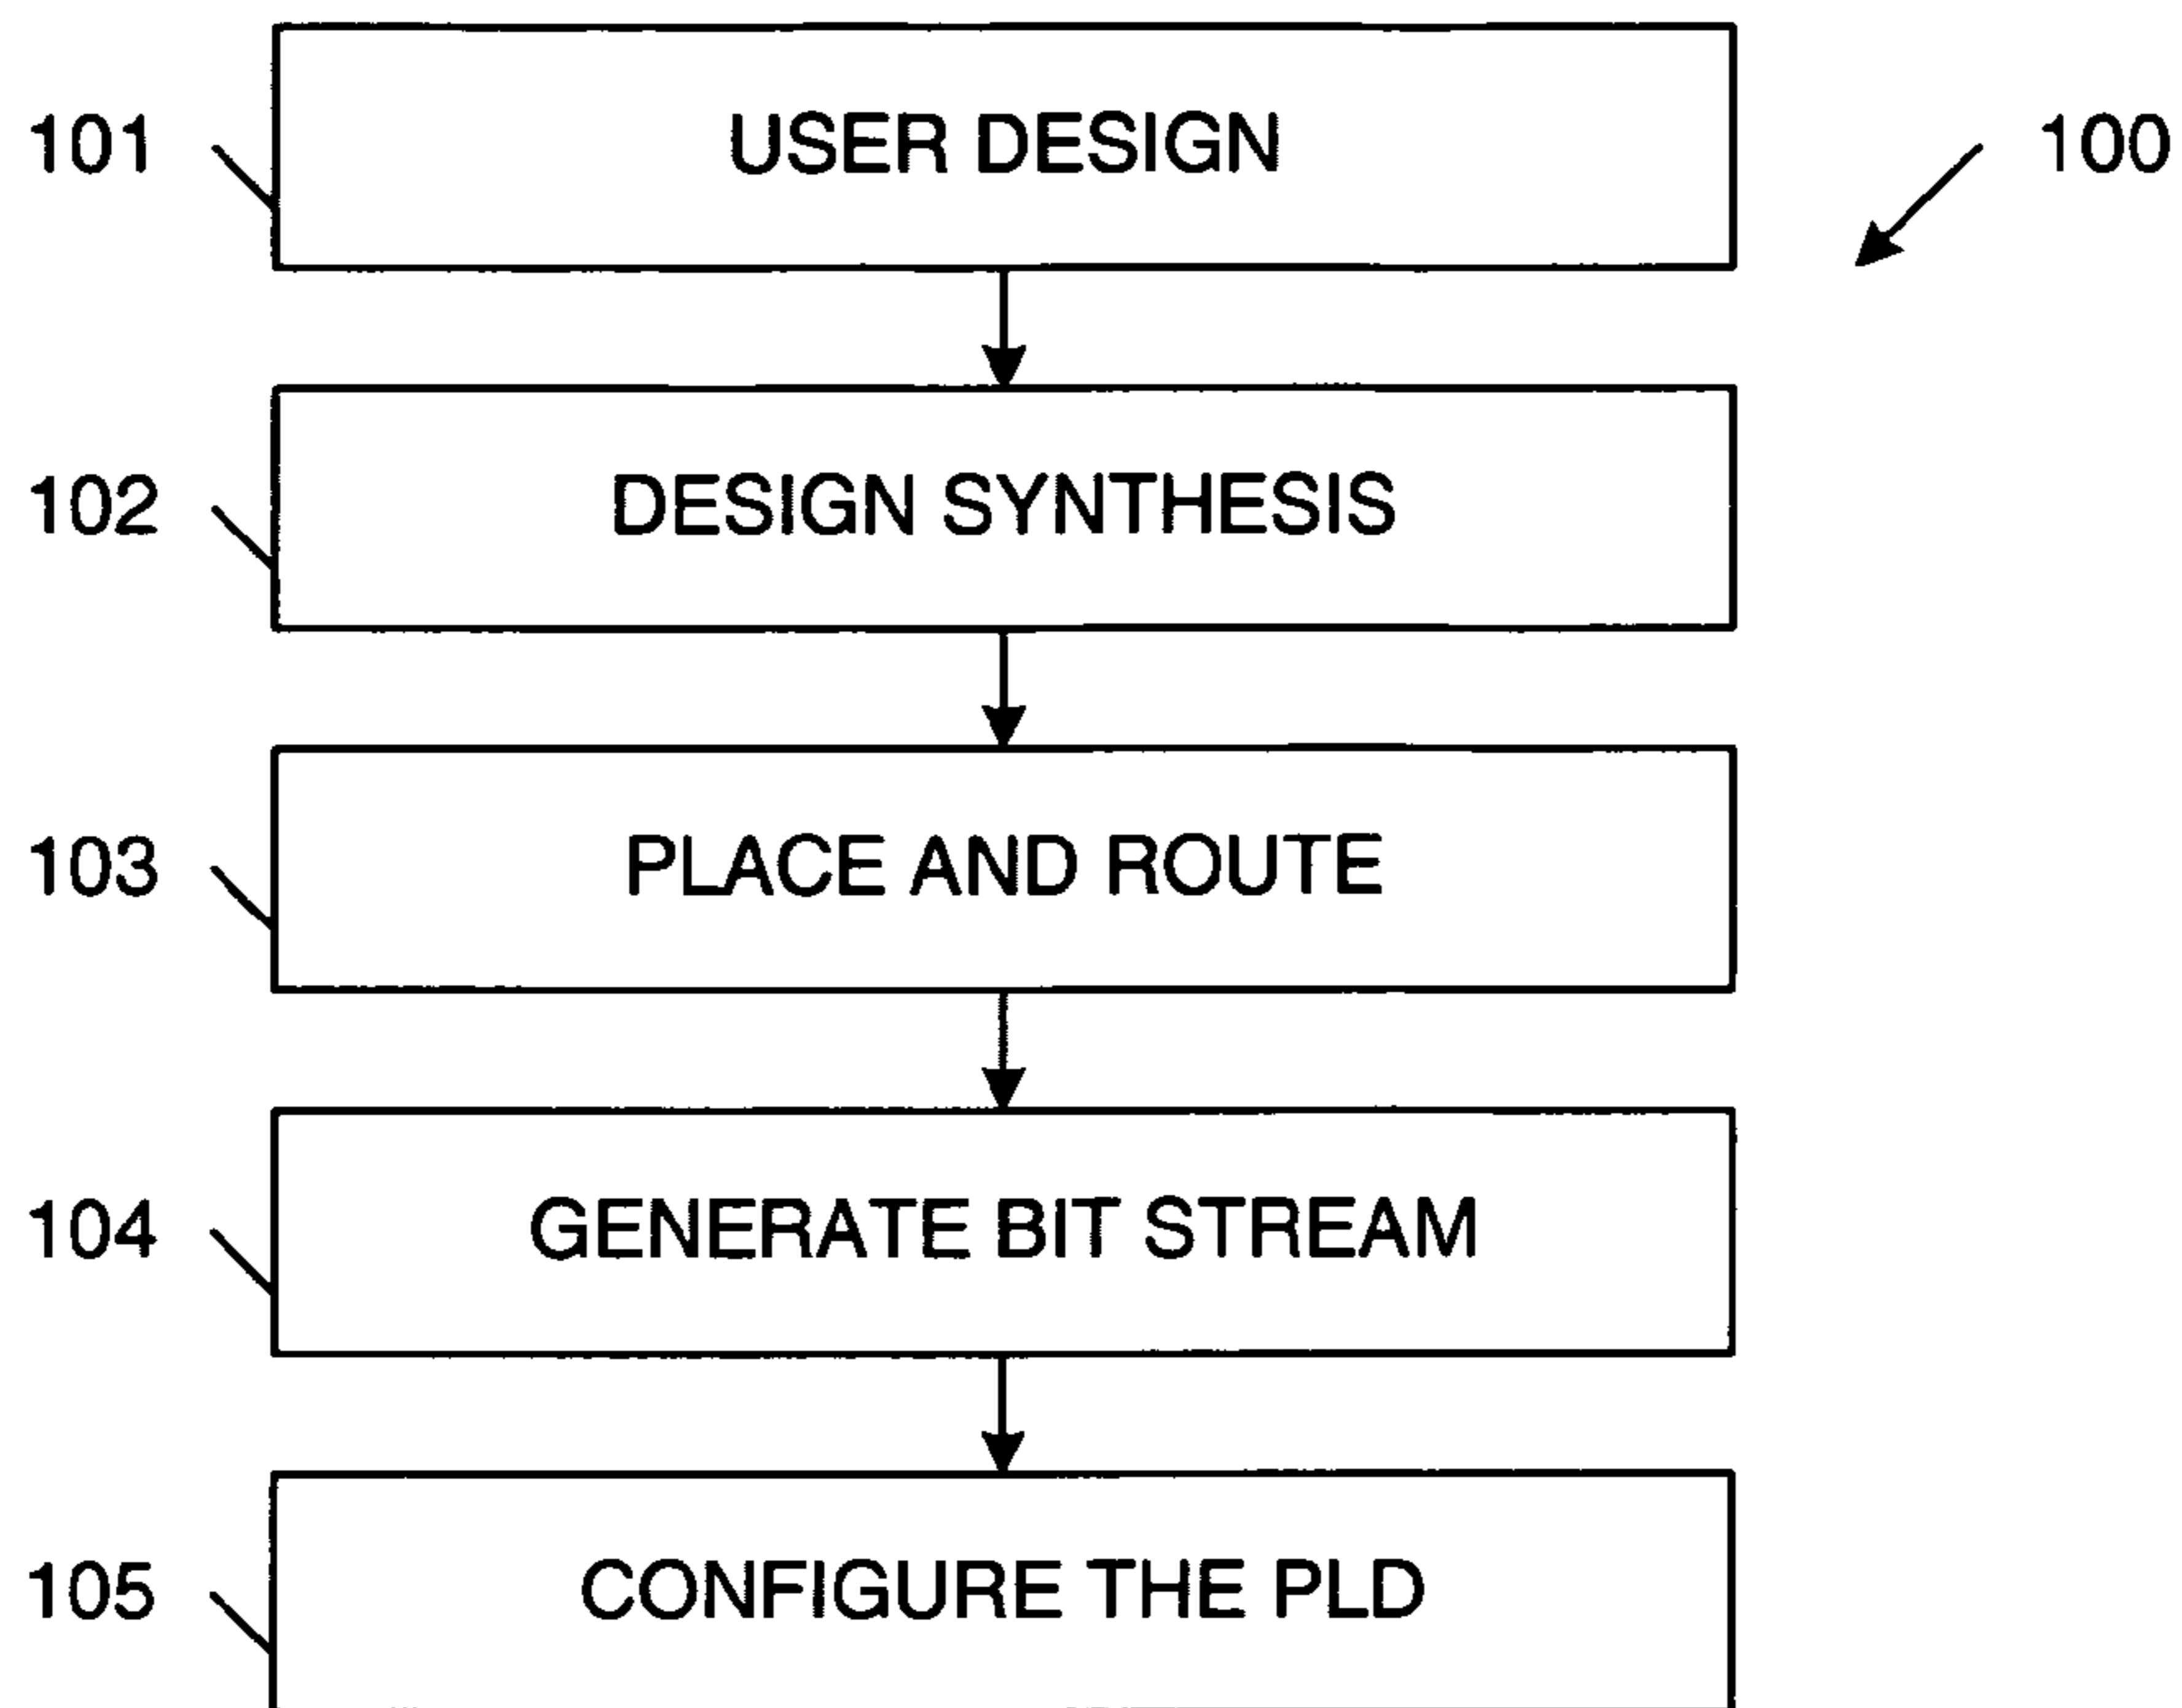 101
USER DESIGN
100
102
DESIGN SYNTHESIS
103
PLACE AND ROUTE
104
GENERATE BIT STREAM
105
CONFIGURE THE PLD